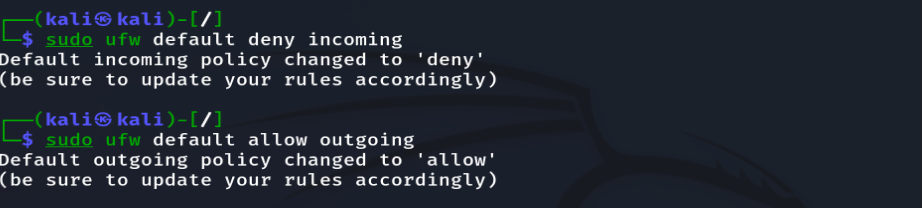 ┌──(kali㉿kali)-[/]
└─$ sudo ufw default deny incoming
Default incoming policy changed to 'deny'
(be sure to update your rules accordingly)
┌──(kali㉿kali)-[/]
└─$ sudo ufw default allow outgoing
Default outgoing policy changed to 'allow'
(be sure to update your rules accordingly)